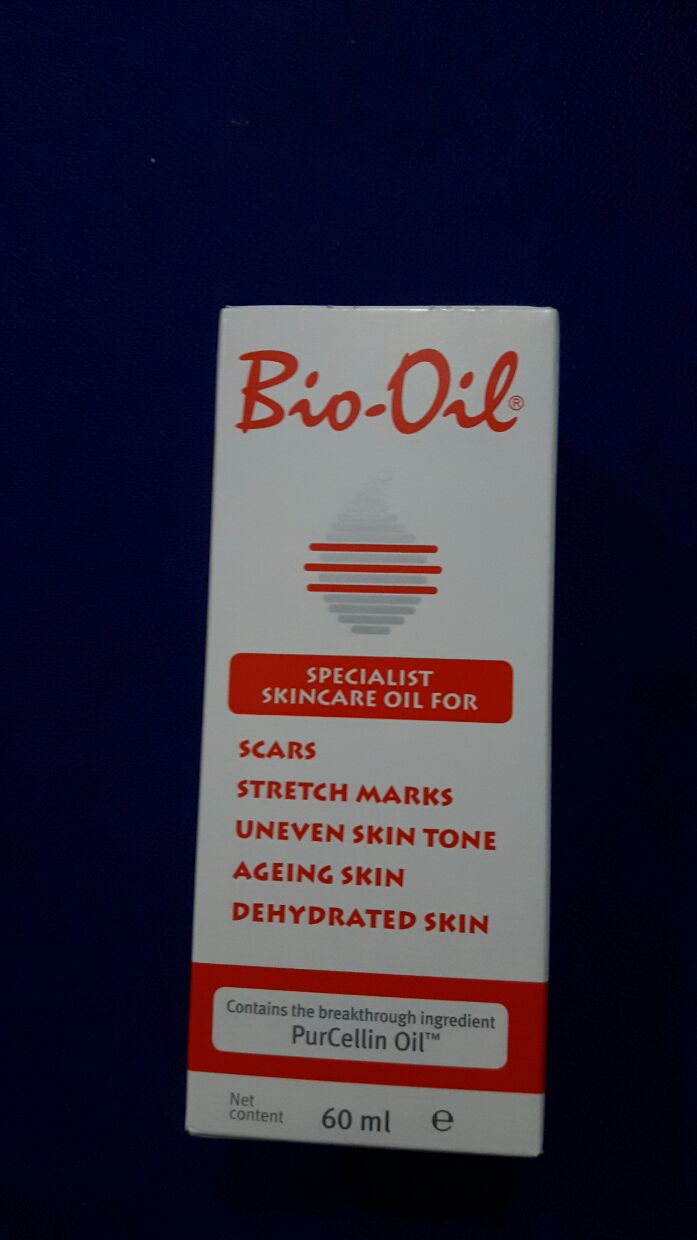 Bio-Oil®
SPECIALIST
SKINCARE OIL FOR
SCARS
STRETCH MARKS
UNEVEN SKIN TONE
AGEING SKIN
DEHYDRATED SKIN
Contains the breakthrough ingredient
PurCellin Oil™
Net
content 60 ml ℮